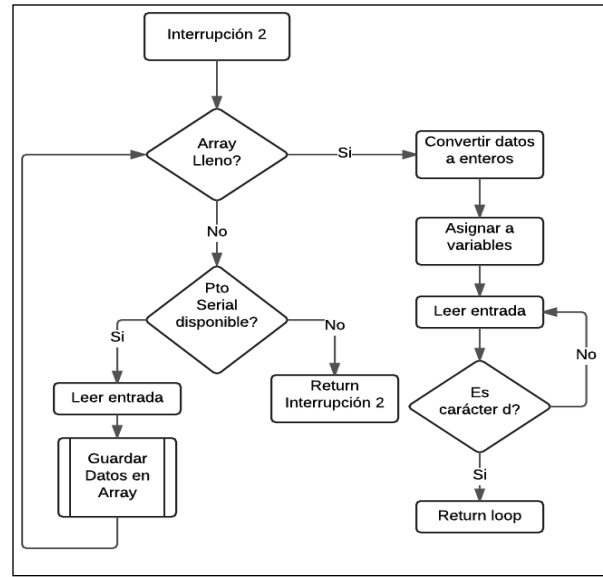 Interrupción 2
Array
Lleno?
Si
Convertir datos
a enteros
No
Asignar a
variables
Pto
Serial
disponible?
Si
No
Leer entrada
No
Leer entrada
Return
Interrupción 2
Es
carácter d?
Guardar
Datos en
Array
Si
Return loop